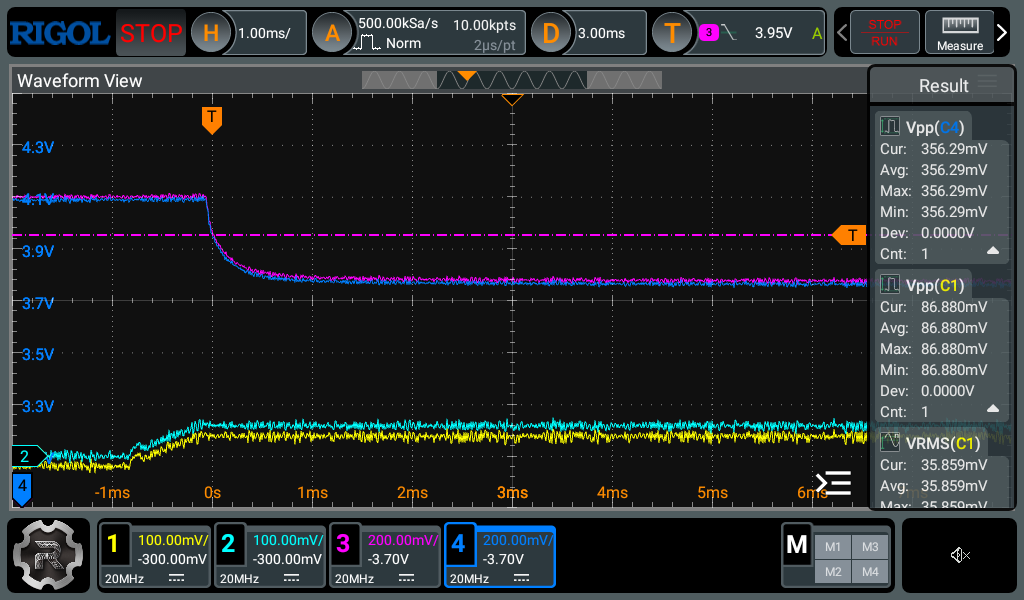 RIGOL STOP H 1.00ms/ A 500.00kSa/s 10.00kpts Norm 2µs/pt D 3.00ms T 3 3.95V A STOP RUN Measure
Waveform View
Result
T
4.3V
4.1V
3.9V
3.7V
3.5V
3.3V
T
2
4
-1ms 0s 1ms 2ms 3ms 4ms 5ms 6ms
Vpp(C4)
Cur: 356.29mV
Avg: 356.29mV
Max: 356.29mV
Min: 356.29mV
Dev: 0.0000V
Cnt: 1
Vpp(C1)
Cur: 86.880mV
Avg: 86.880mV
Max: 86.880mV
Min: 86.880mV
Dev: 0.0000V
Cnt: 1
VRMS(C1)
Cur: 35.859mV
Avg: 35.859mV
Max: 35.859mV
R
1 100.00mV/ -300.00mV 20MHz
2 100.00mV/ -300.00mV 20MHz
3 200.00mV/ -3.70V 20MHz
4 200.00mV/ -3.70V 20MHz
M M1 M3 M2 M4